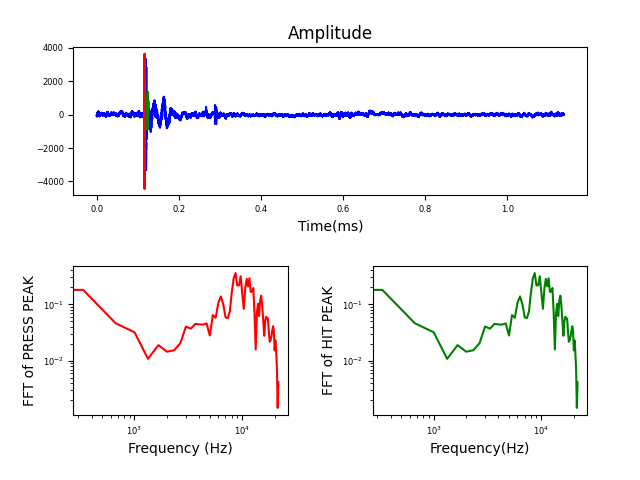 Amplitude
4000
2000
0
−2000
−4000
0.0 0.2 0.4 0.6 0.8 1.0
Time(ms)
FFT of PRESS PEAK
10⁻¹
10⁻²
10³ 10⁴
Frequency (Hz)
FFT of HIT PEAK
10⁻¹
10⁻²
10³ 10⁴
Frequency(Hz)